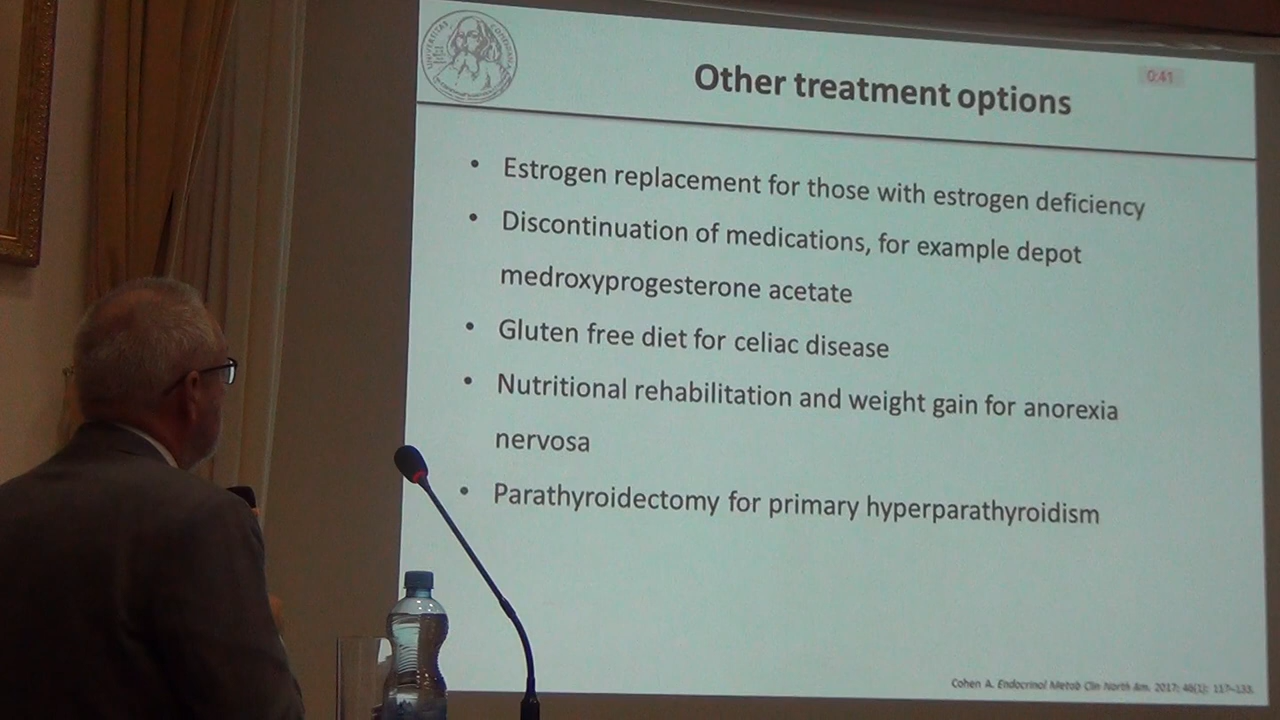 UNIVERSITAS COMENIANA
Other treatment options
0:41
• Estrogen replacement for those with estrogen deficiency
• Discontinuation of medications, for example depot
medroxyprogesterone acetate
• Gluten free diet for celiac disease
• Nutritional rehabilitation and weight gain for anorexia
nervosa
• Parathyroidectomy for primary hyperparathyroidism
Cohen A. Endocrinol Metab Clin North Am. 2017; 46(1): 117–133.